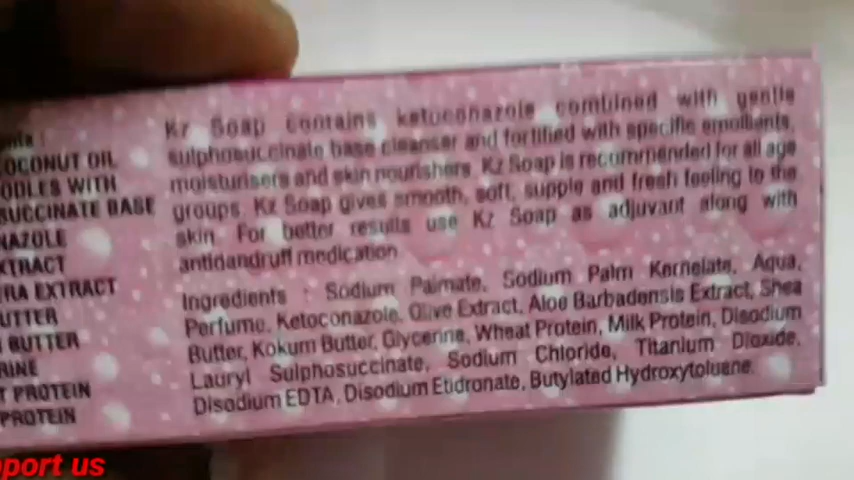 OCONUT OIL
ODLES WITH
SUCCINATE BASE
NAZOLE
XTRACT
RA EXTRACT
UTTER
BUTTER
RINE
T PROTEIN
PROTEIN
Kz Soap contains ketoconazole combined with gentle
sulphosuccinate base cleanser and fortified with specific emollients,
moisturisers and skin nourishers. Kz Soap is recommended for all age
groups. Kz Soap gives smooth, soft, supple and fresh feeling to the
skin. For better results use Kz Soap as adjuvant along with
antidandruff medication
Ingredients : Sodium Palmate, Sodium Palm Kernelate, Aqua,
Perfume, Ketoconazole, Olive Extract, Aloe Barbadensis Extract, Shea
Butter, Kokum Butter, Glycerine, Wheat Protein, Milk Protein, Disodium
Lauryl Sulphosuccinate, Sodium Chloride, Titanium Dioxide,
Disodium EDTA, Disodium Etidronate, Butylated Hydroxytoluene.
pport us